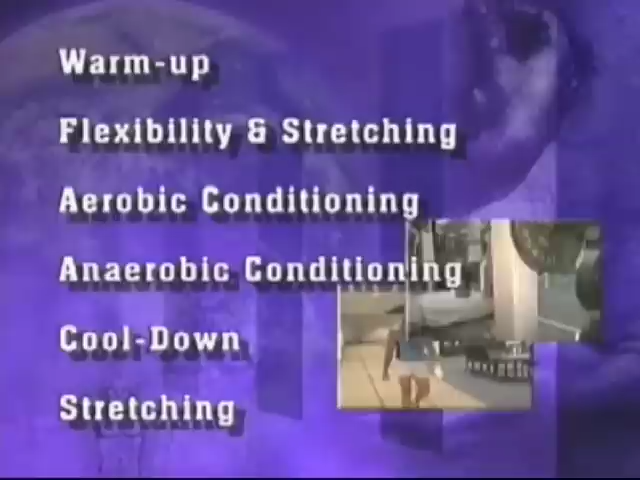 Warm-up
Flexibility & Stretching
Aerobic Conditioning
Anaerobic Conditioning
Cool-Down
Stretching